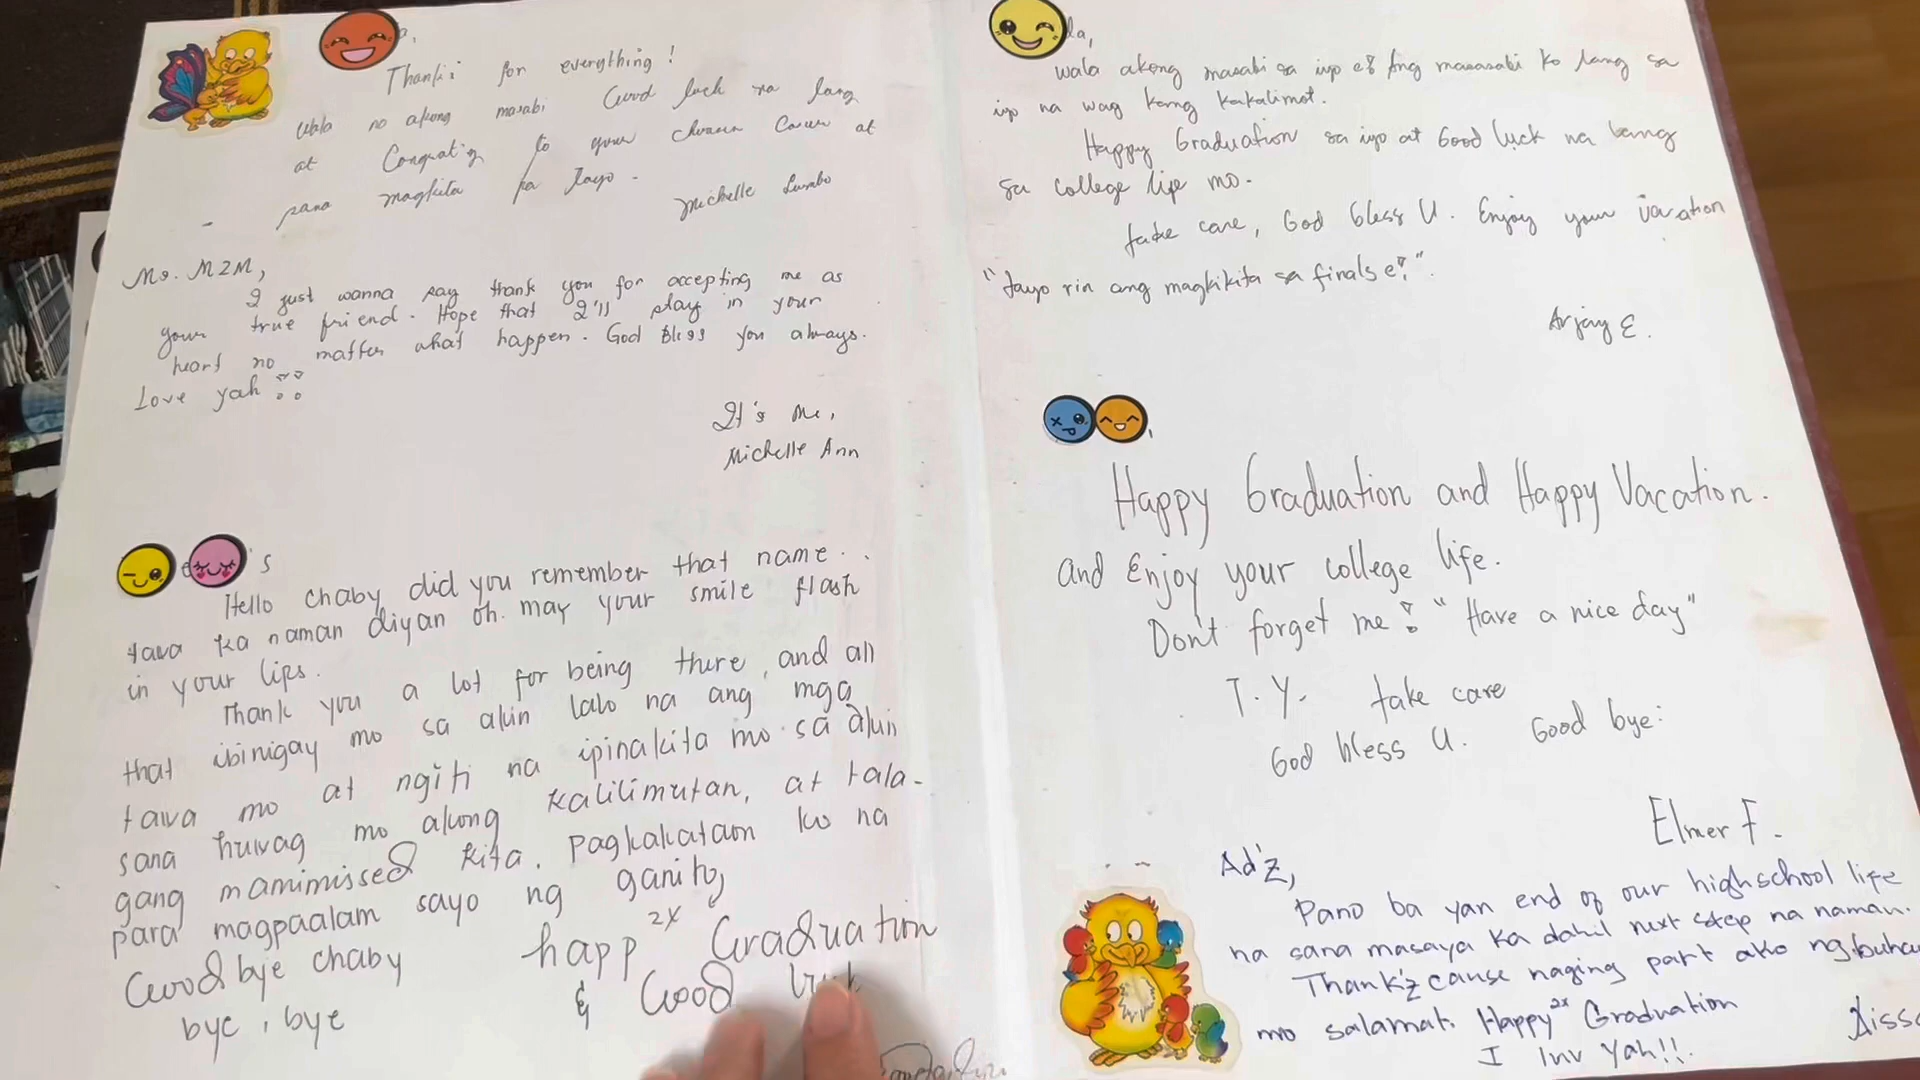 a,
Thanks for everything!
Wala na akong masabi Good luck na lang
at Congratz to your chosen Career at
sana magkita pa tayo.
Michelle Lumbo
Ms. MZM,
I just wanna say thank you for accepting me as
your true friend. Hope that I'll stay in your
heart no matter what happen. God Bless you always.
Love yah!!
It's Me,
Michelle Ann
e 's
Hello chaby did you remember that name..
tawa ka naman diyan oh. may your smile flash
in your lips.
Thank you a lot for being there, and all
that ibinigay mo sa akin lalo na ang mga
tawa mo at ngiti na ipinakita mo sa akin
sana huwag mo akong kalilimutan, at tala-
gang mamimissed kita. Pagkakataon ko na
para magpaalam sayo ng ganito,
Goodbye chaby
bye, bye
happ 2x Graduation
& Good
la,
wala akong masabi sa iyo e! Ang masasabi ko lang sa
iyo na wag kang kakalimot.
Happy Graduation sa iyo at Good luck na lang
sa college life mo.
take care, God bless U. Enjoy your vacation
"tayo rin ang magkikita sa finals e!".
Arjay E.
Happy Graduation and Happy Vacation.
and Enjoy your college life.
Don't forget me! "Have a nice day"
T.Y. take care
God bless U. Good bye:
Elmer F.
Ad'z,
Pano ba yan end of our highschool life
na sana masaya ka dahil next step na naman.
Thank'z cause naging part ako ng buhay
mo salamat. Happy 2x Graduation
I luv Yah!!